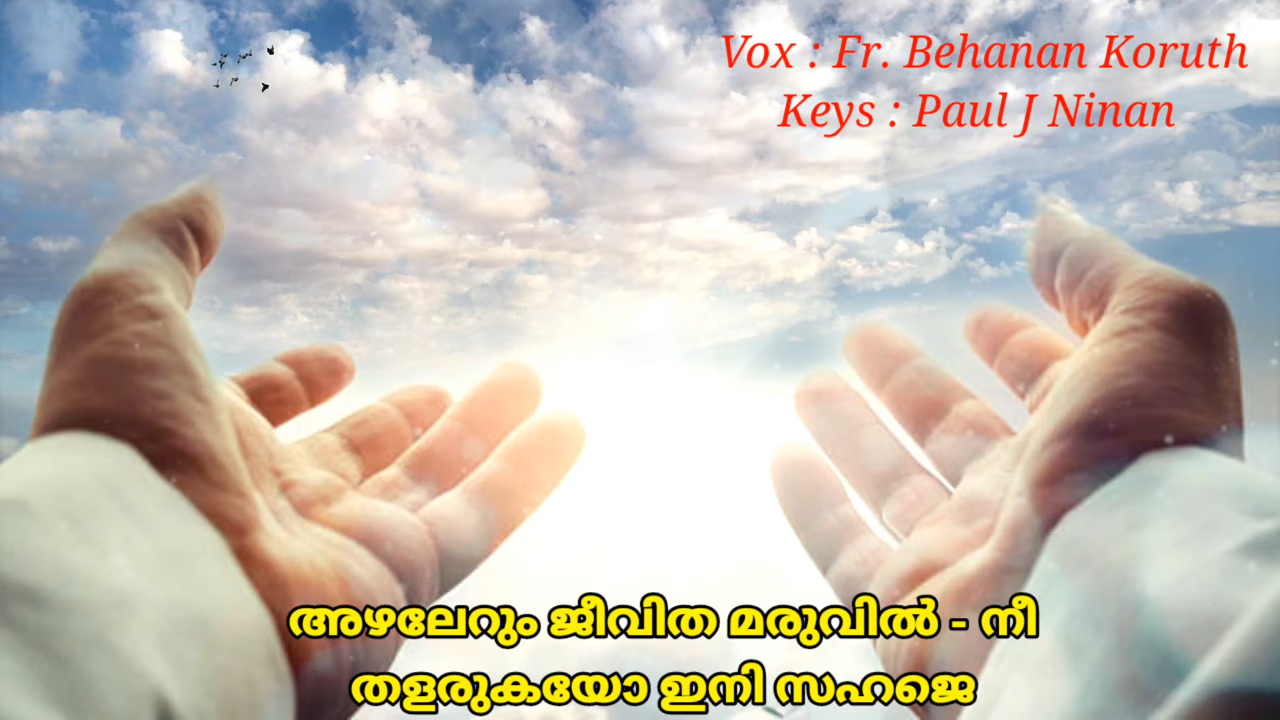 Vox : Fr. Behanan Koruth
Keys : Paul J Ninan
അഴലേറും ജീവിത മരുവിൽ - നീ
തളരുകയോ ഇനി സഹജെ